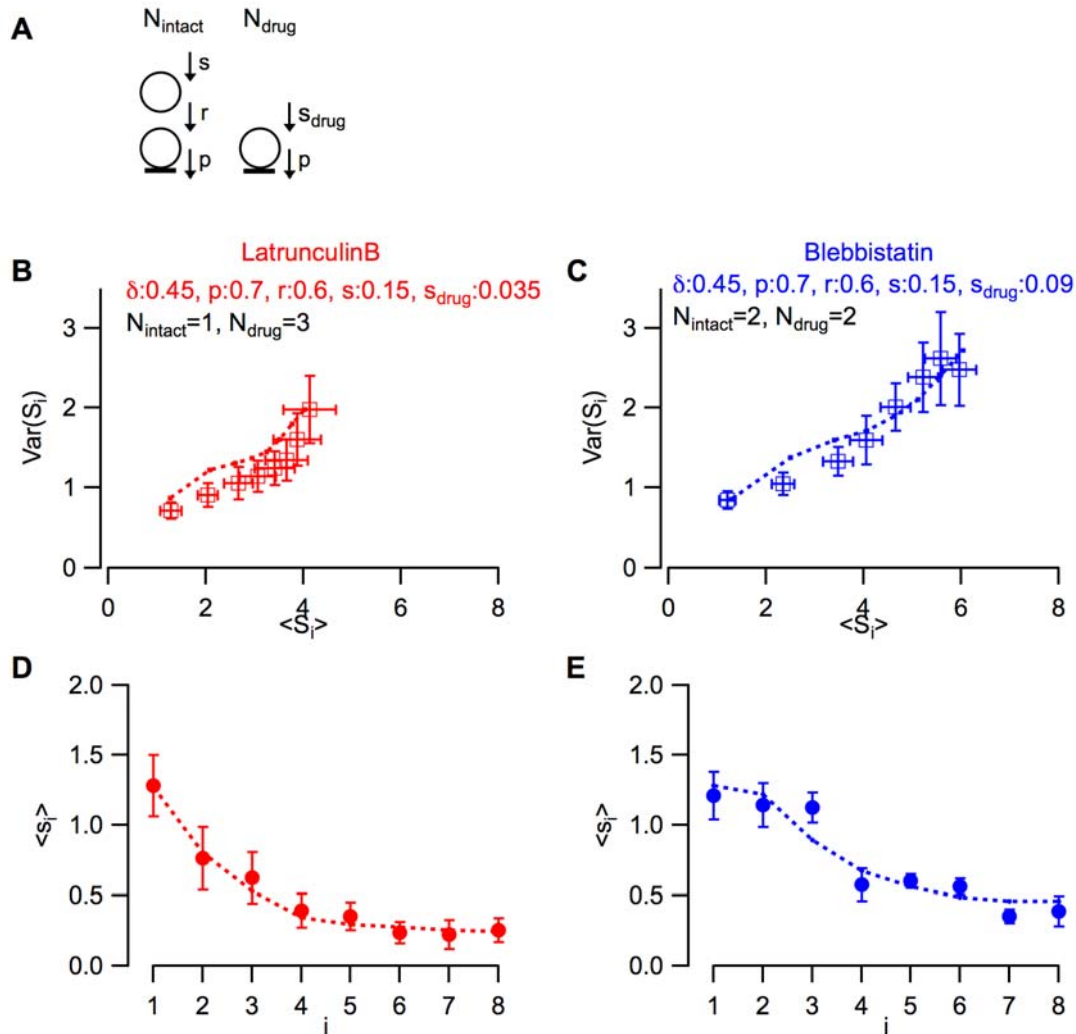 A
N_intact N_drug
s
r s_drug
p p
B
LatrunculinB
δ:0.45, p:0.7, r:0.6, s:0.15, s_drug:0.035
N_intact=1, N_drug=3
Var(S_i)
3
2
1
0
0 2 4 6 8
<S_i>
C
Blebbistatin
δ:0.45, p:0.7, r:0.6, s:0.15, s_drug:0.09
N_intact=2, N_drug=2
Var(S_i)
3
2
1
0
0 2 4 6 8
<S_i>
D
<s_i>
2.0
1.5
1.0
0.5
0.0
1 2 3 4 5 6 7 8
i
E
<s_i>
2.0
1.5
1.0
0.5
0.0
1 2 3 4 5 6 7 8
i